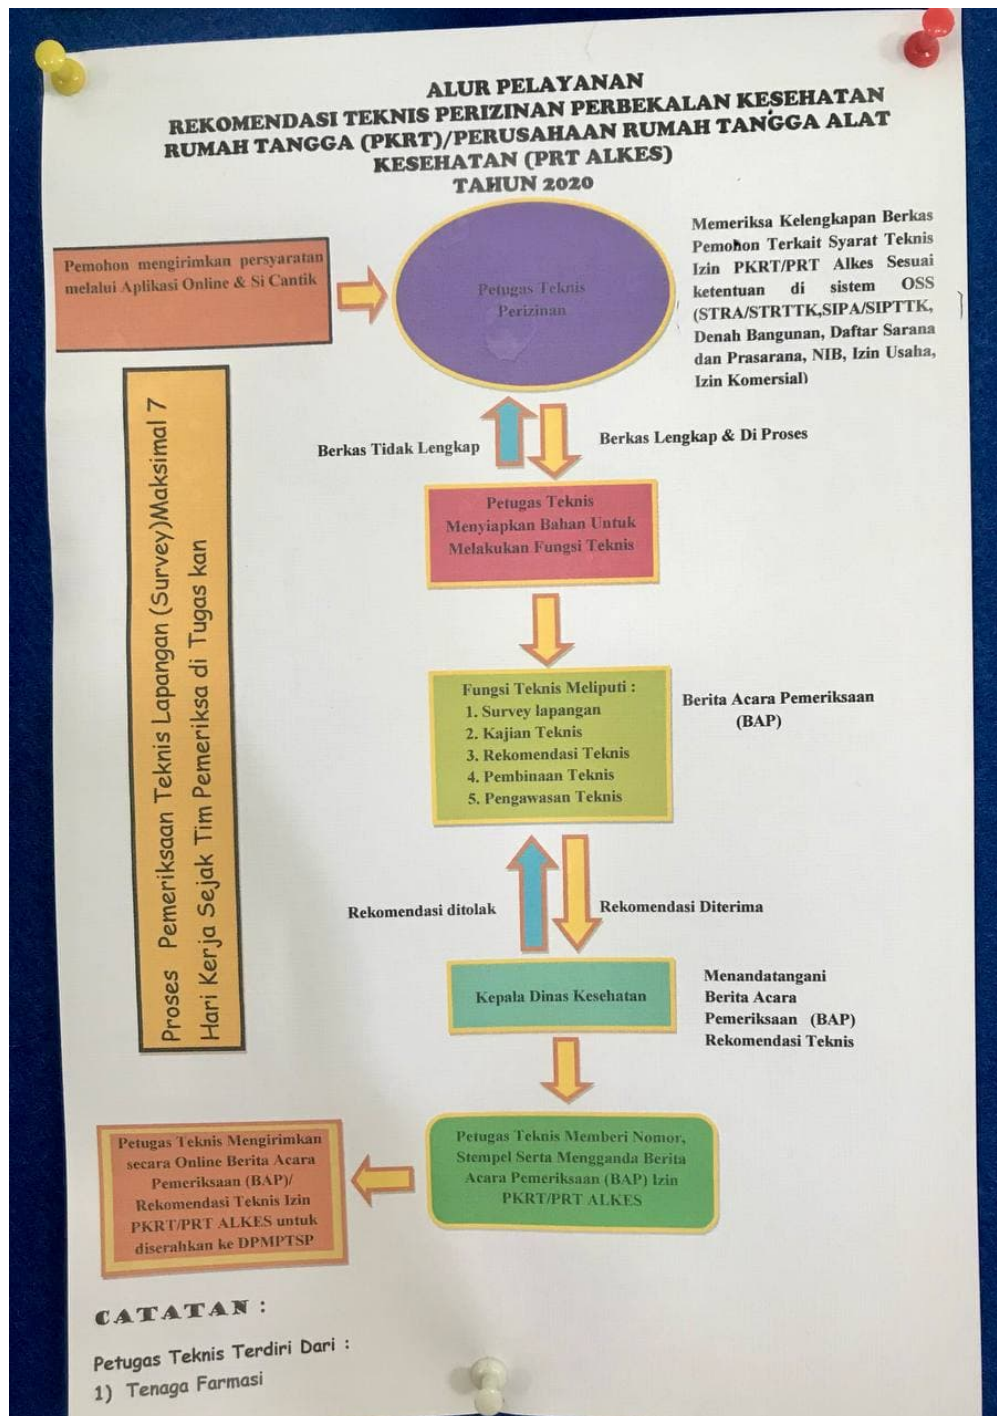 ALUR PELAYANAN
REKOMENDASI TEKNIS PERIZINAN PERBEKALAN KESEHATAN
RUMAH TANGGA (PKRT)/PERUSAHAAN RUMAH TANGGA ALAT
KESEHATAN (PRT ALKES)
TAHUN 2020
Pemohon mengirimkan persyaratan
melalui Aplikasi Online & Si Cantik
Petugas Teknis
Perizinan
Memeriksa Kelengkapan Berkas
Pemohon Terkait Syarat Teknis
Izin PKRT/PRT Alkes Sesuai
ketentuan di sistem OSS
(STRA/STRTTK,SIPA/SIPTTK,
Denah Bangunan, Daftar Sarana
dan Prasarana, NIB, Izin Usaha,
Izin Komersial)
Proses Pemeriksaan Teknis Lapangan (Survey)Maksimal 7
Hari Kerja Sejak Tim Pemeriksa di Tugas kan
Berkas Tidak Lengkap
Berkas Lengkap & Di Proses
Petugas Teknis
Menyiapkan Bahan Untuk
Melakukan Fungsi Teknis
Fungsi Teknis Meliputi :
1. Survey lapangan
2. Kajian Teknis
3. Rekomendasi Teknis
4. Pembinaan Teknis
5. Pengawasan Teknis
Berita Acara Pemeriksaan
(BAP)
Rekomendasi ditolak
Rekomendasi Diterima
Kepala Dinas Kesehatan
Menandatangani
Berita Acara
Pemeriksaan (BAP)
Rekomendasi Teknis
Petugas Teknis Memberi Nomor,
Stempel Serta Mengganda Berita
Acara Pemeriksaan (BAP) Izin
PKRT/PRT ALKES
Petugas Teknis Mengirimkan
secara Online Berita Acara
Pemeriksaan (BAP)/
Rekomendasi Teknis Izin
PKRT/PRT ALKES untuk
diserahkan ke DPMPTSP
CATATAN :
Petugas Teknis Terdiri Dari :
1) Tenaga Farmasi